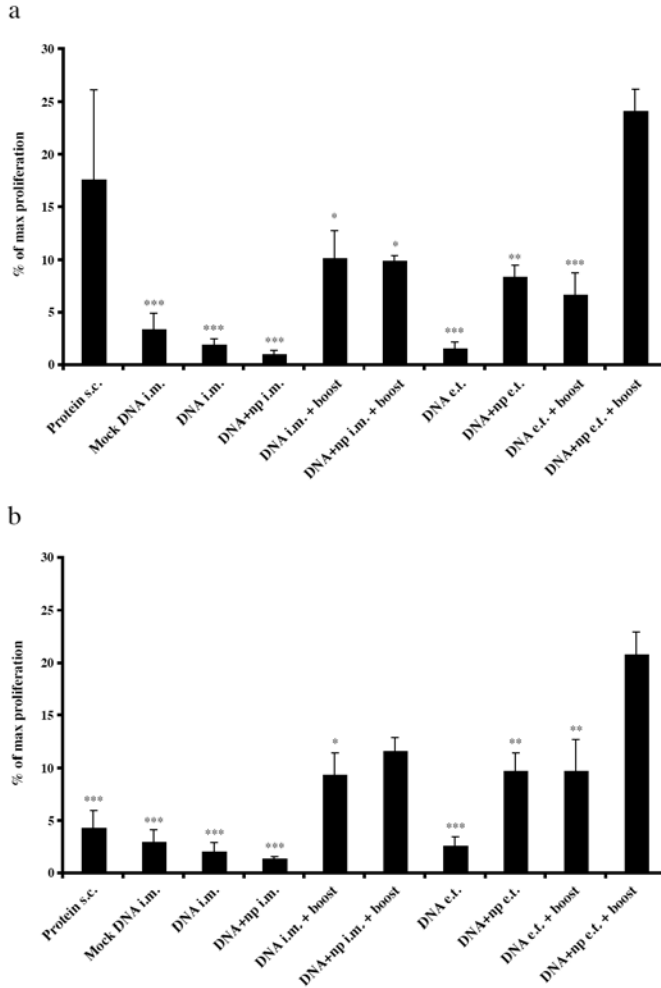 a
% of max proliferation
30
25
20
15
10
5
0
***
***
***
*
*
***
**
***
Protein s.c.
Mock DNA i.m.
DNA i.m.
DNA+np i.m.
DNA i.m. + boost
DNA+np i.m. + boost
DNA e.t.
DNA+np e.t.
DNA e.t. + boost
DNA+np e.t. + boost
b
% of max proliferation
30
25
20
15
10
5
0
***
***
***
***
*
***
**
**
Protein s.c.
Mock DNA i.m.
DNA i.m.
DNA+np i.m.
DNA i.m. + boost
DNA+np i.m. + boost
DNA e.t.
DNA+np e.t.
DNA e.t. + boost
DNA+np e.t. + boost